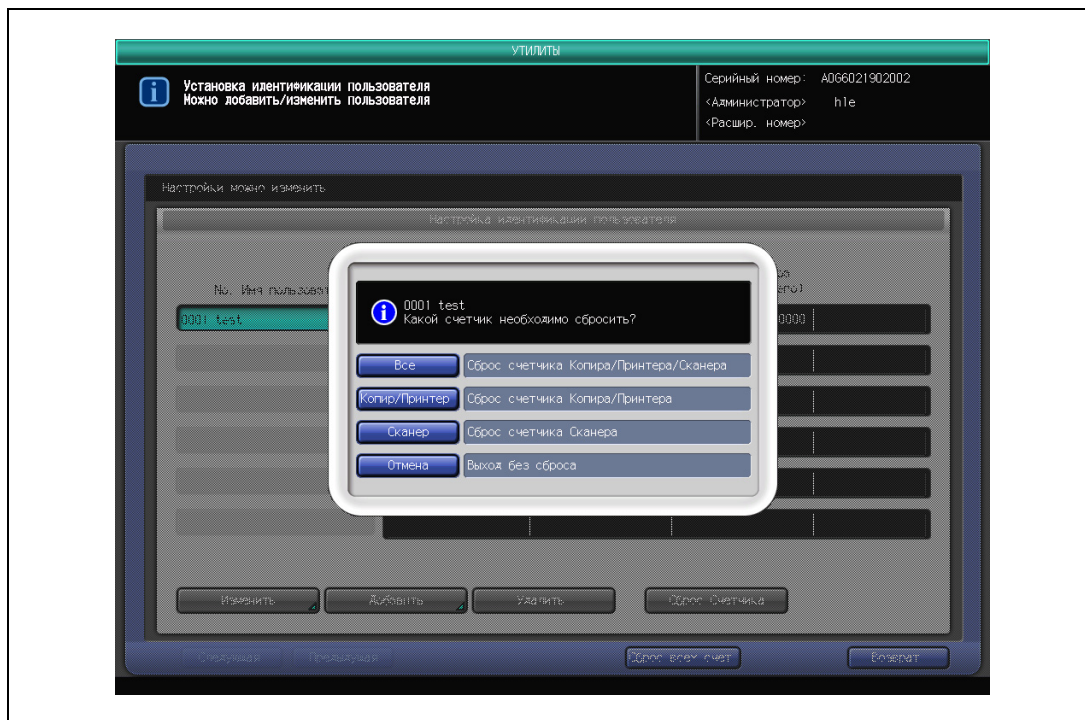 УТИЛИТЫ
Установка идентификации пользователя
Можно добавить/изменить пользователя
Серийный номер: A0G6021902002
<Администратор> hle
<Расшир. номер>
Настройки можно изменить
Настройка идентификации пользователя
No. Имя пользоват
0001 test
0000
0001 test
Какой счетчик необходимо сбросить?
Все Сброс счетчика Копира/Принтера/Сканера
Копир/Принтер Сброс счетчика Копира/Принтера
Сканер Сброс счетчика Сканера
Отмена Выход без сброса
Изменить Добавить Удалить Сброс Счетчика
Следующая Предыдущая Сброс всех счет Возврат